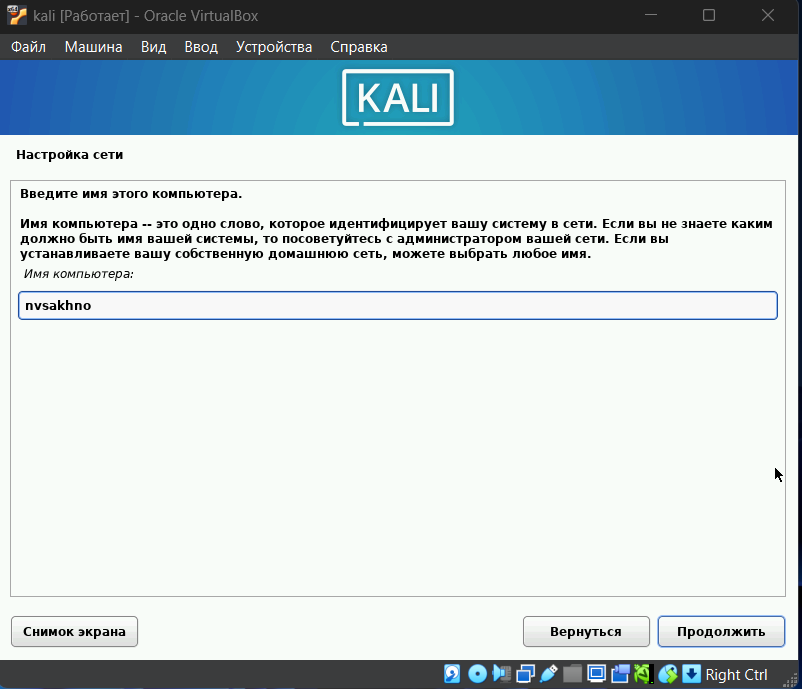 kali [Работает] - Oracle VirtualBox
Файл Машина Вид Ввод Устройства Справка
KALI
Настройка сети
Введите имя этого компьютера.
Имя компьютера -- это одно слово, которое идентифицирует вашу систему в сети. Если вы не знаете каким
должно быть имя вашей системы, то посоветуйтесь с администратором вашей сети. Если вы
устанавливаете вашу собственную домашнюю сеть, можете выбрать любое имя.
Имя компьютера:
nvsakhno
Снимок экрана Вернуться Продолжить
Right Ctrl